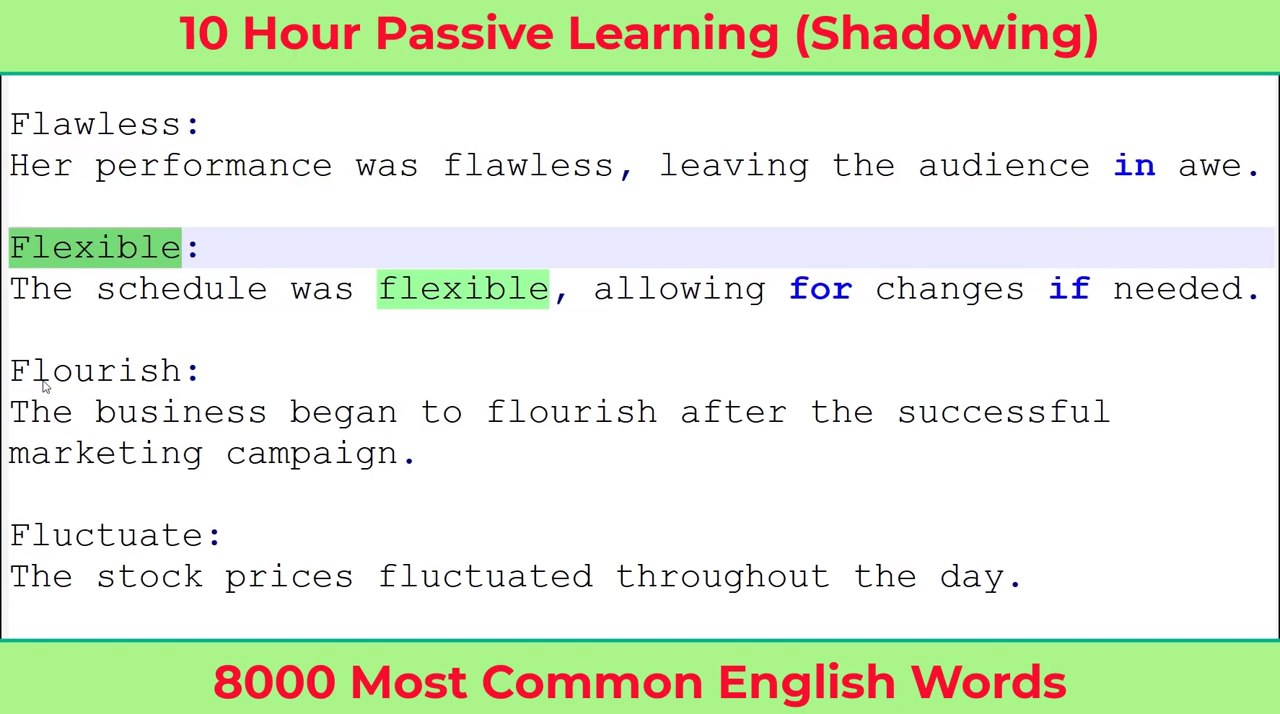 10 Hour Passive Learning (Shadowing)
Flawless:
Her performance was flawless, leaving the audience in awe.
Flexible:
The schedule was flexible, allowing for changes if needed.
Flourish:
The business began to flourish after the successful
marketing campaign.
Fluctuate:
The stock prices fluctuated throughout the day.
8000 Most Common English Words